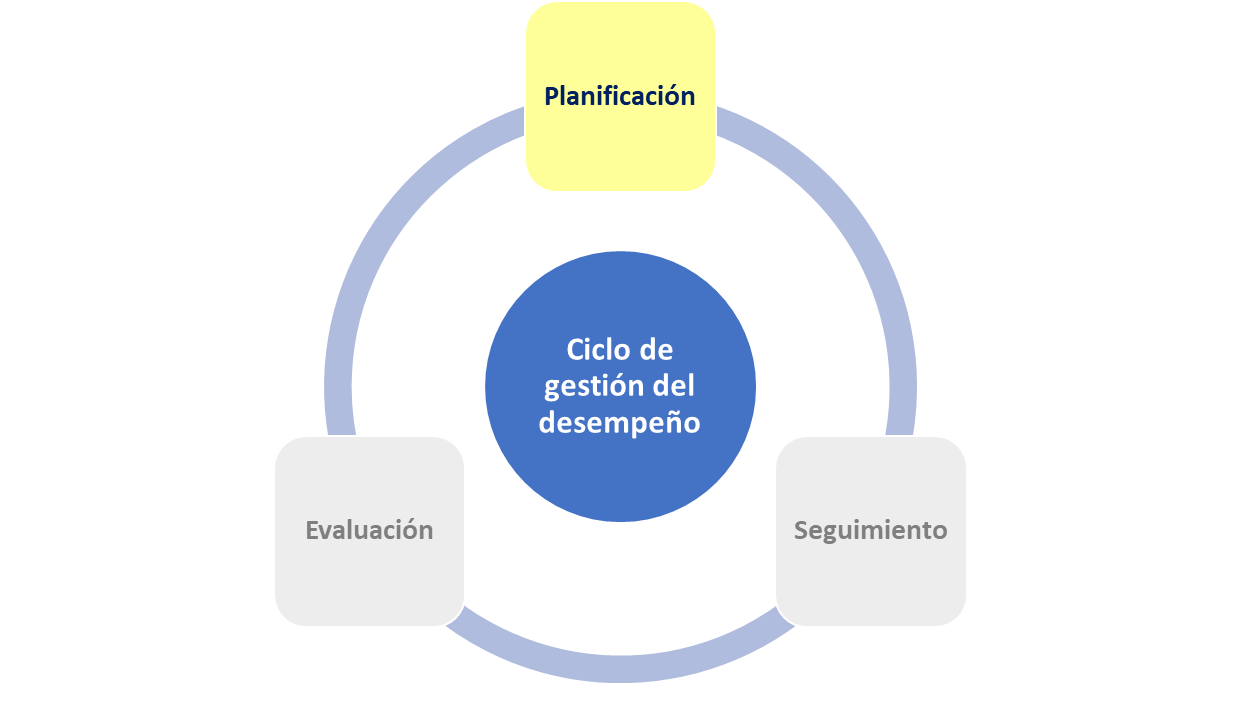 Planificación
Ciclo de
gestión del
desempeño
Evaluación
Seguimiento